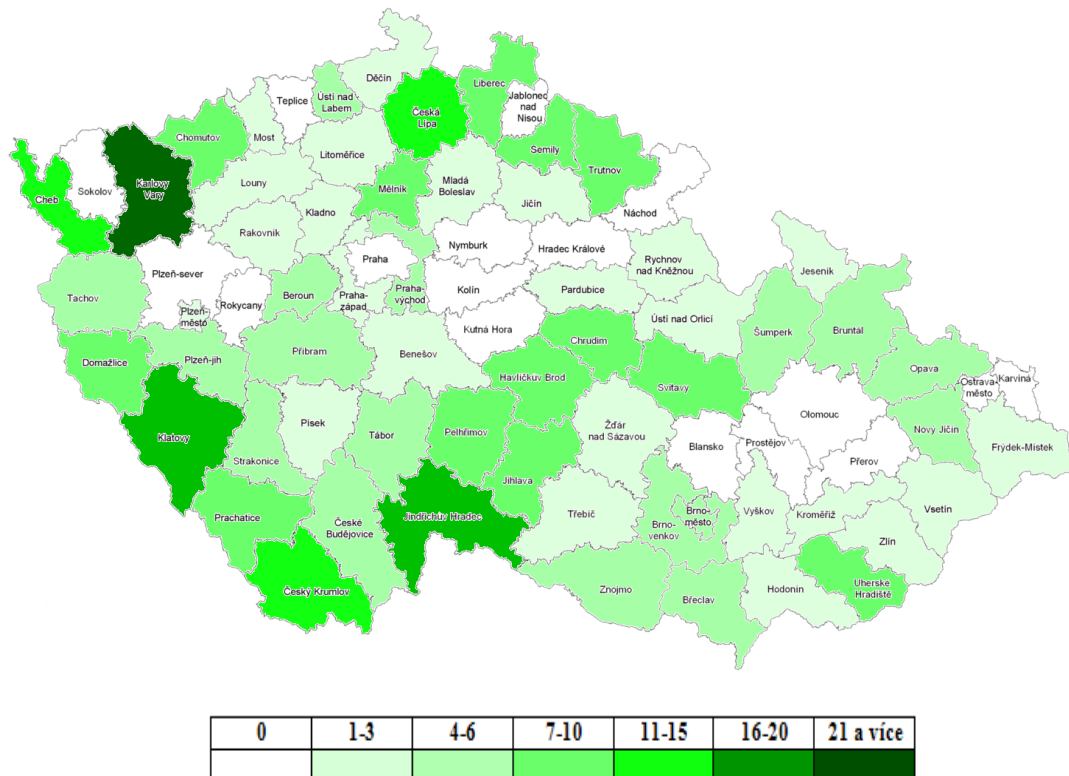 Děčín
Teplice
Ústí nad
Labem
Liberec
Jablonec
nad
Nisou
Česká
Lípa
Chomutov
Most
Litoměřice
Semily
Trutnov
Sokolov
Karlovy
Vary
Cheb
Louny
Mělník
Mladá
Boleslav
Jičín
Náchod
Kladno
Rakovník
Nymburk
Hradec Králové
Praha
Rychnov
nad Kněžnou
Jeseník
Plzeň-sever
Tachov
Rokycany
Beroun
Praha-
západ
Praha-
východ
Kolín
Pardubice
Plzeň-
město
Ústí nad Orlicí
Šumperk
Bruntál
Kutná Hora
Chrudim
Domažlice
Plzeň-jih
Příbram
Benešov
Havlíčkův Brod
Svitavy
Opava
Ostrava-
město
Karviná
Olomouc
Klatovy
Písek
Tábor
Pelhřimov
Žďár
nad Sázavou
Blansko
Prostějov
Přerov
Nový Jičín
Frýdek-Místek
Strakonice
Jihlava
Prachatice
České
Budějovice
Jindřichův Hradec
Třebíč
Brno-
venkov
Brno-
město
Vyškov
Kroměříž
Vsetín
Zlín
Český Krumlov
Znojmo
Břeclav
Hodonín
Uherské
Hradiště
0 1-3 4-6 7-10 11-15 16-20 21 a více